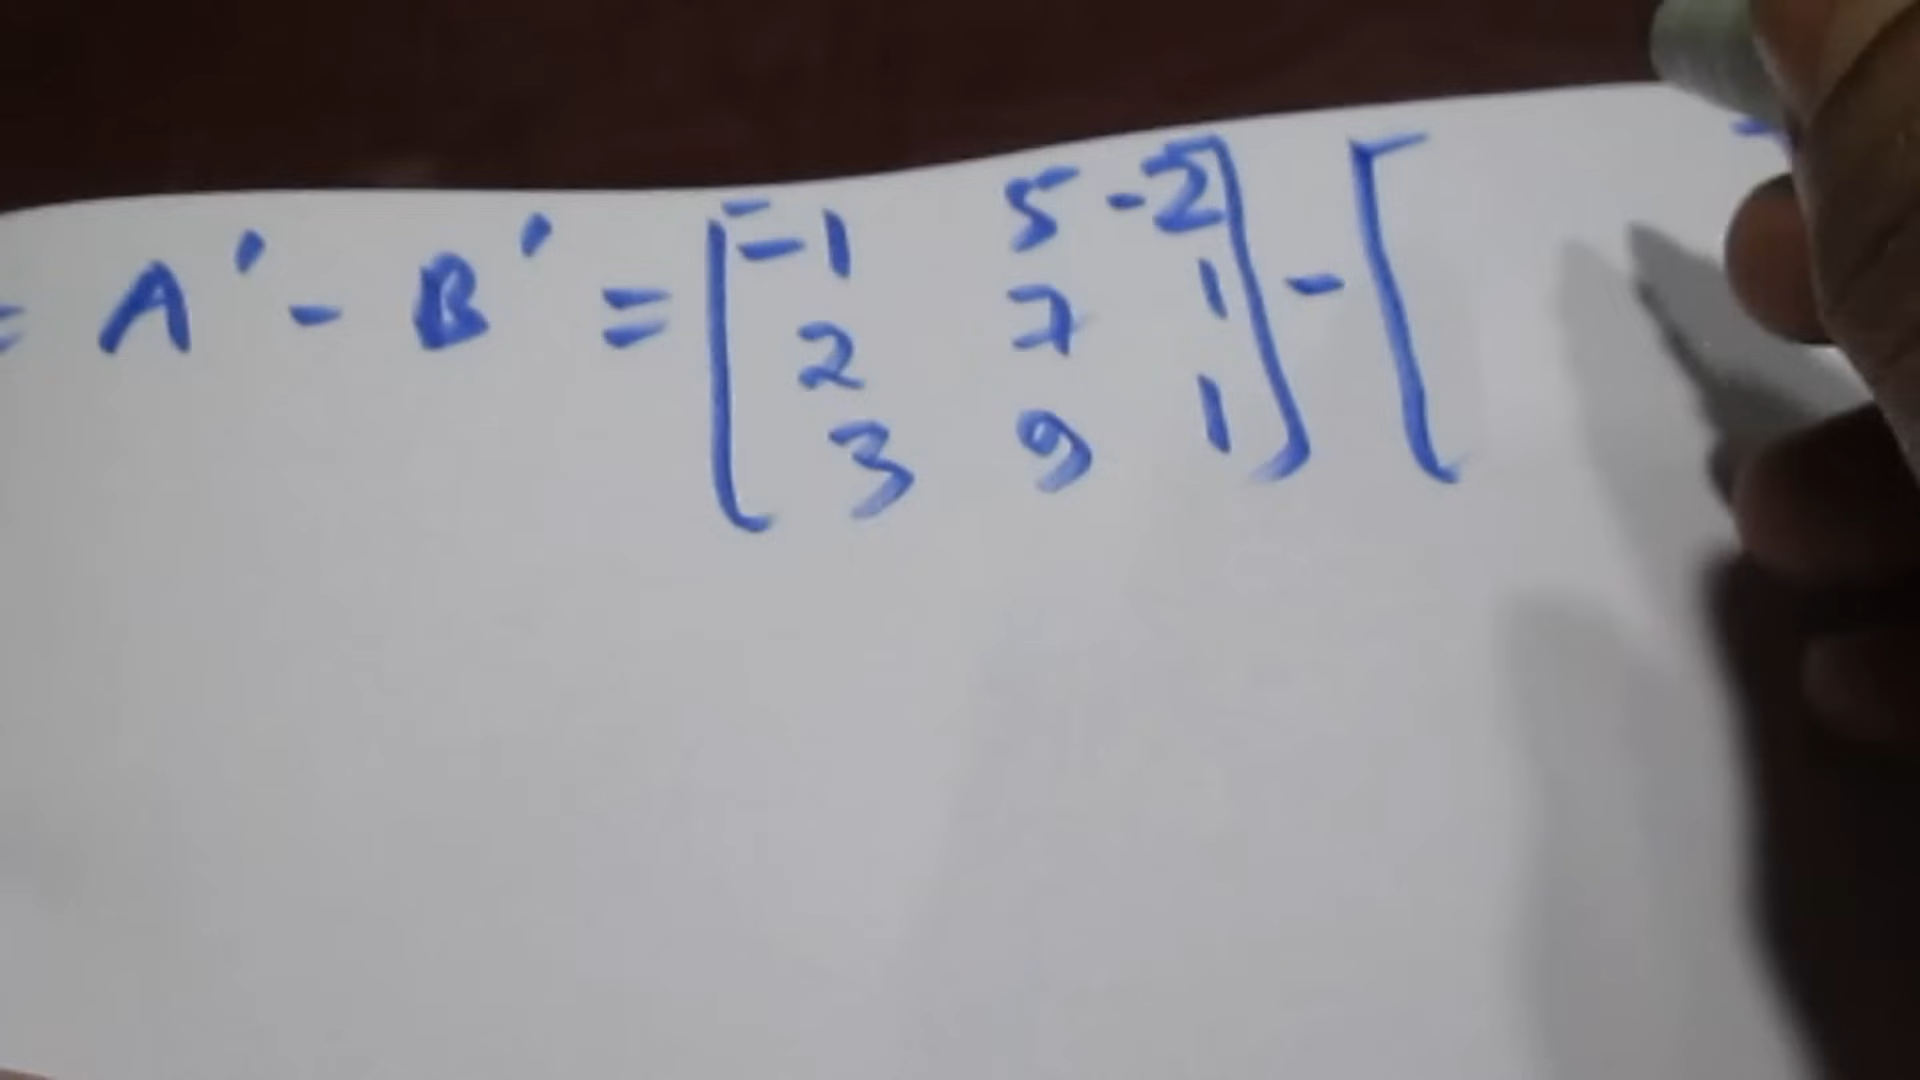 = A' - B' = [ -1 5 -2 ] - [
2 7 1
3 9 1